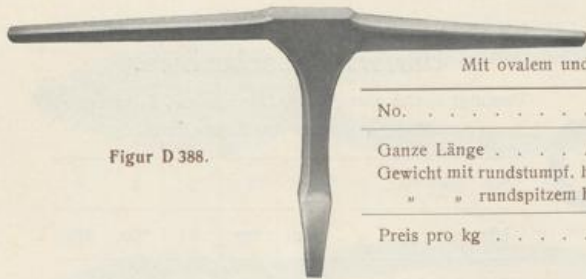 Mit ovalem und
No. . . . . . . . .
Figur D 388.
Ganze Länge . . . . .
Gewicht mit rundstumpf.
„ „ rundspitzem
Preis pro kg . . . . .